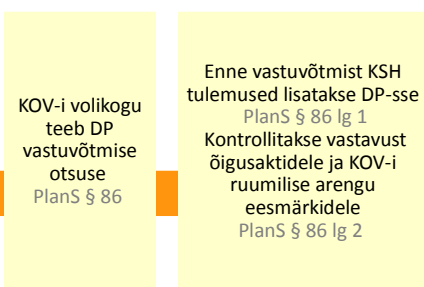 KOV-i volikogu
teeb DP
vastuvõtmise
otsuse
PlanS § 86
Enne vastuvõtmist KSH
tulemused lisatakse DP-sse
PlanS § 86 lg 1
Kontrollitakse vastavust
õigusaktidele ja KOV-i
ruumilise arengu
eesmärkidele
PlanS § 86 lg 2